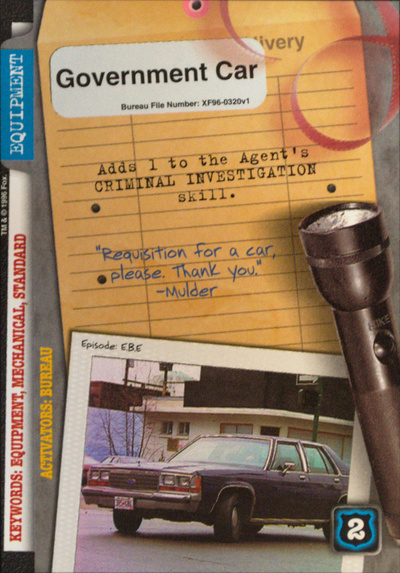 ivery
Government Car
Bureau File Number: XF96-0320v1
EQUIPMENT
Adds 1 to the Agent's
CRIMINAL INVESTIGATION
skill.
TM & © 1996 Fox.
KEYWORDS: EQUIPMENT, MECHANICAL, STANDARD
ACTIVATORS: BUREAU
"Requisition for a car,
please. Thank you."
-Mulder
Episode: E.B.E
2